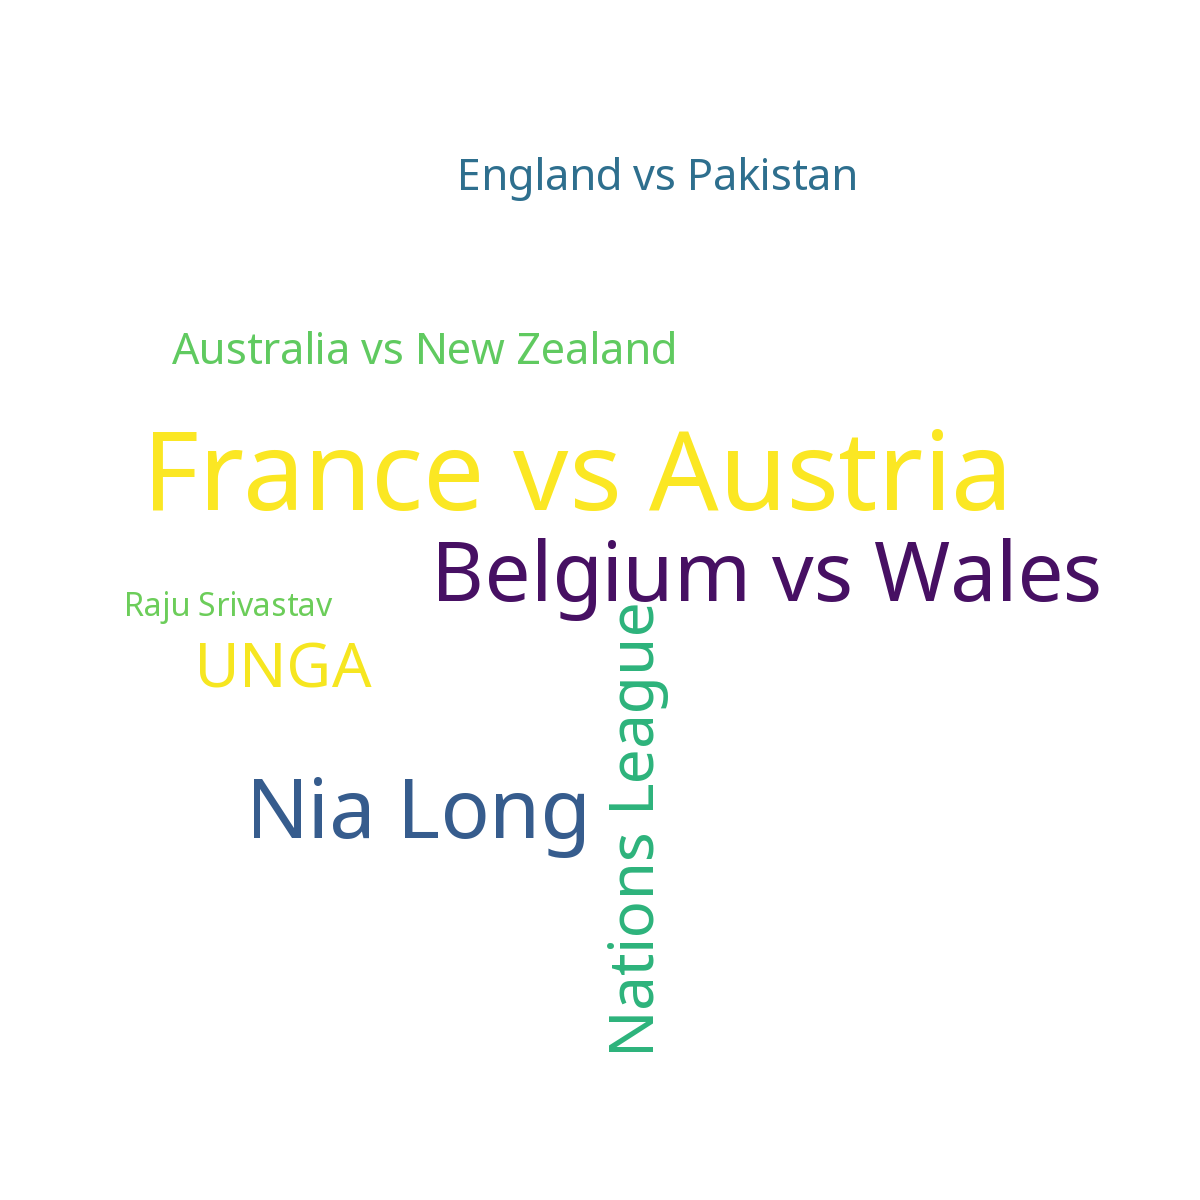 England vs Pakistan
Australia vs New Zealand
France vs Austria
Belgium vs Wales
Raju Srivastav
UNGA
Nia Long
Nations League